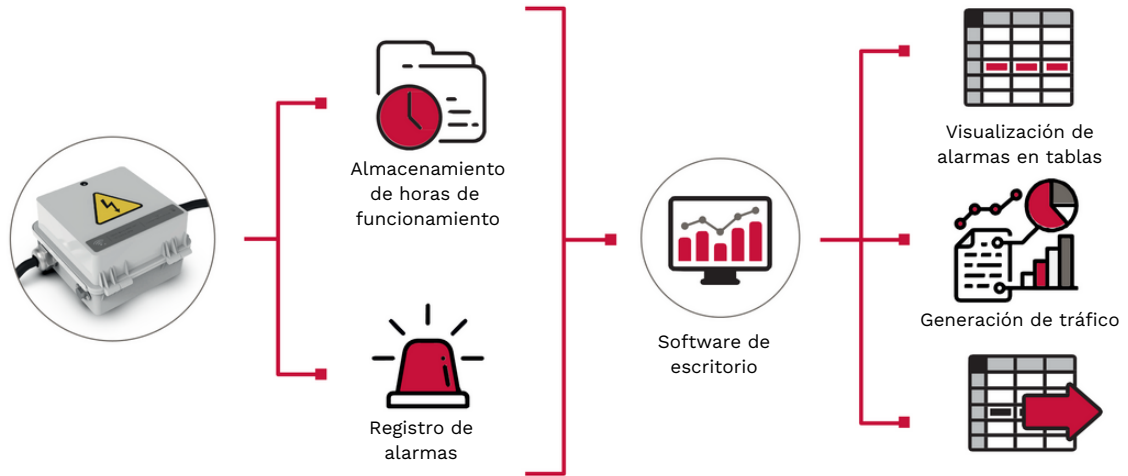 Almacenamiento
de horas de
funcionamiento
Registro de
alarmas
Software de
escritorio
Visualización de
alarmas en tablas
Generación de tráfico